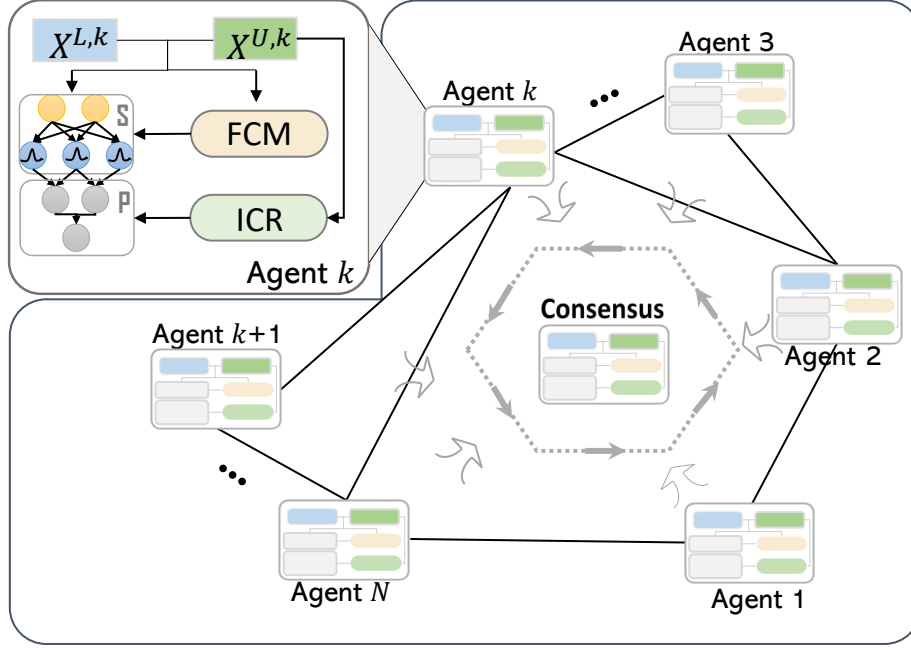 X^{L,k}
X^{U,k}
S
FCM
P
ICR
Agent k
Agent k
Agent 3
Agent 2
Consensus
Agent k+1
Agent N
Agent 1